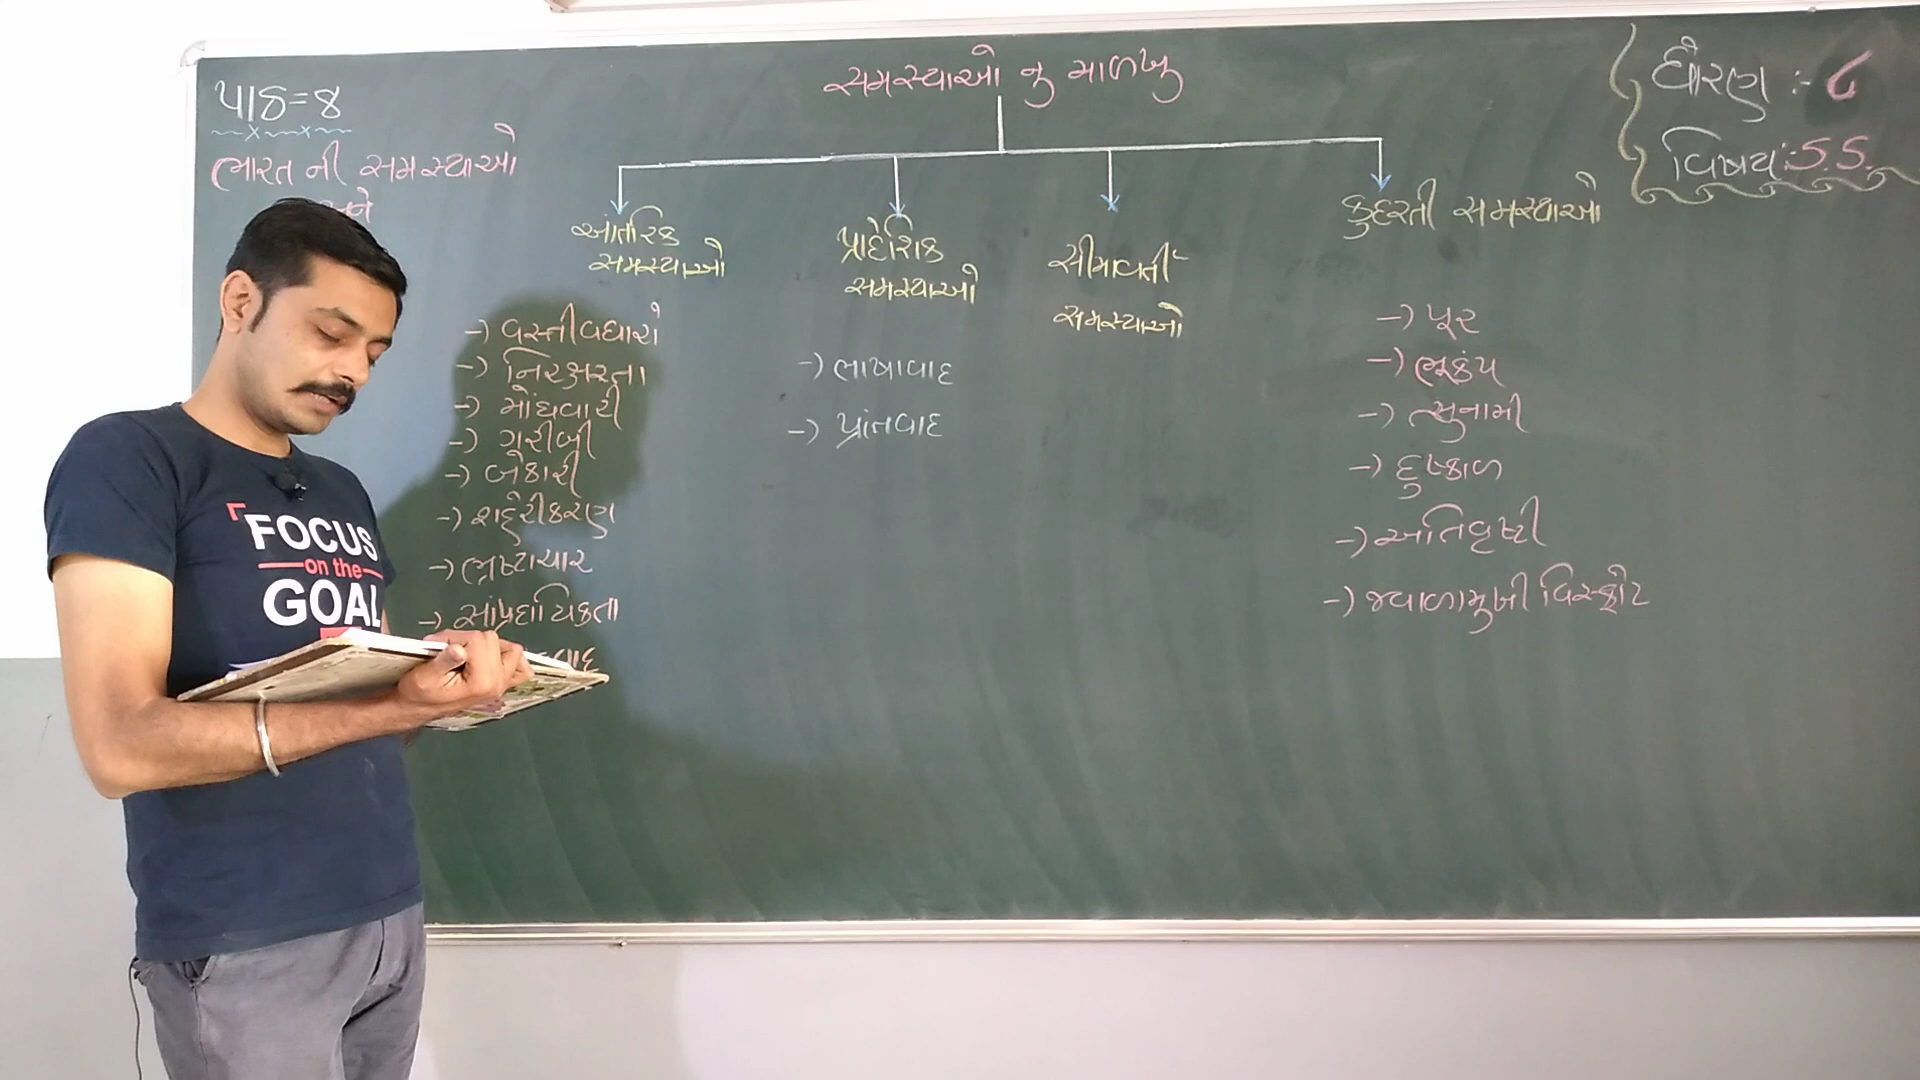 પાઠ=૪
ભારત ની સમસ્યાઓ
અને
સમસ્યાઓ નુ માળખુ
ધોરણ :- ૮
વિષય :- S.S.
આંતરિક
સમસ્યાઓ
-) વસ્તીવધારો
-) નિરક્ષરતા
-) મોંઘવારી
-) ગરીબી
-) બેકારી
-) શહેરીકરણ
-) ભ્રષ્ટાચાર
-) સાંપ્રદાયિકતા
વાદ
પ્રાદેશિક
સમસ્યાઓ
-) ભાષાવાદ
-) પ્રાંતવાદ
સીમાવર્તી
સમસ્યાઓ
કુદરતી સમસ્યાઓ
-) પૂર
-) ભૂકંપ
-) ત્સુનામી
-) દુષ્કાળ
-) અતિવૃષ્ટી
-) જ્વાળામુખી વિસ્ફોટ
FOCUS
on the
GOAL